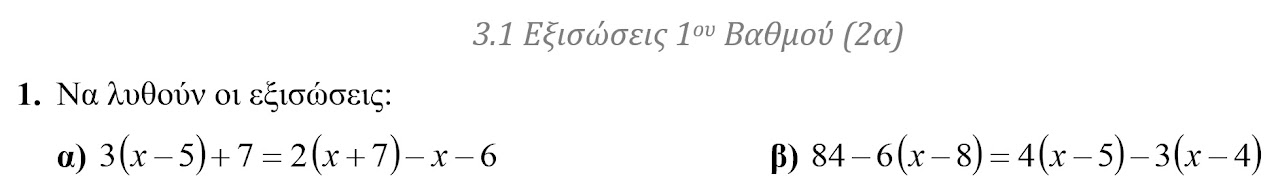 3.1 Εξισώσεις 1ου Βαθμού (2α)
1. Να λυθούν οι εξισώσεις:
α) 3(x − 5) + 7 = 2(x + 7) − x − 6 β) 84 − 6(x − 8) = 4(x − 5) − 3(x − 4)